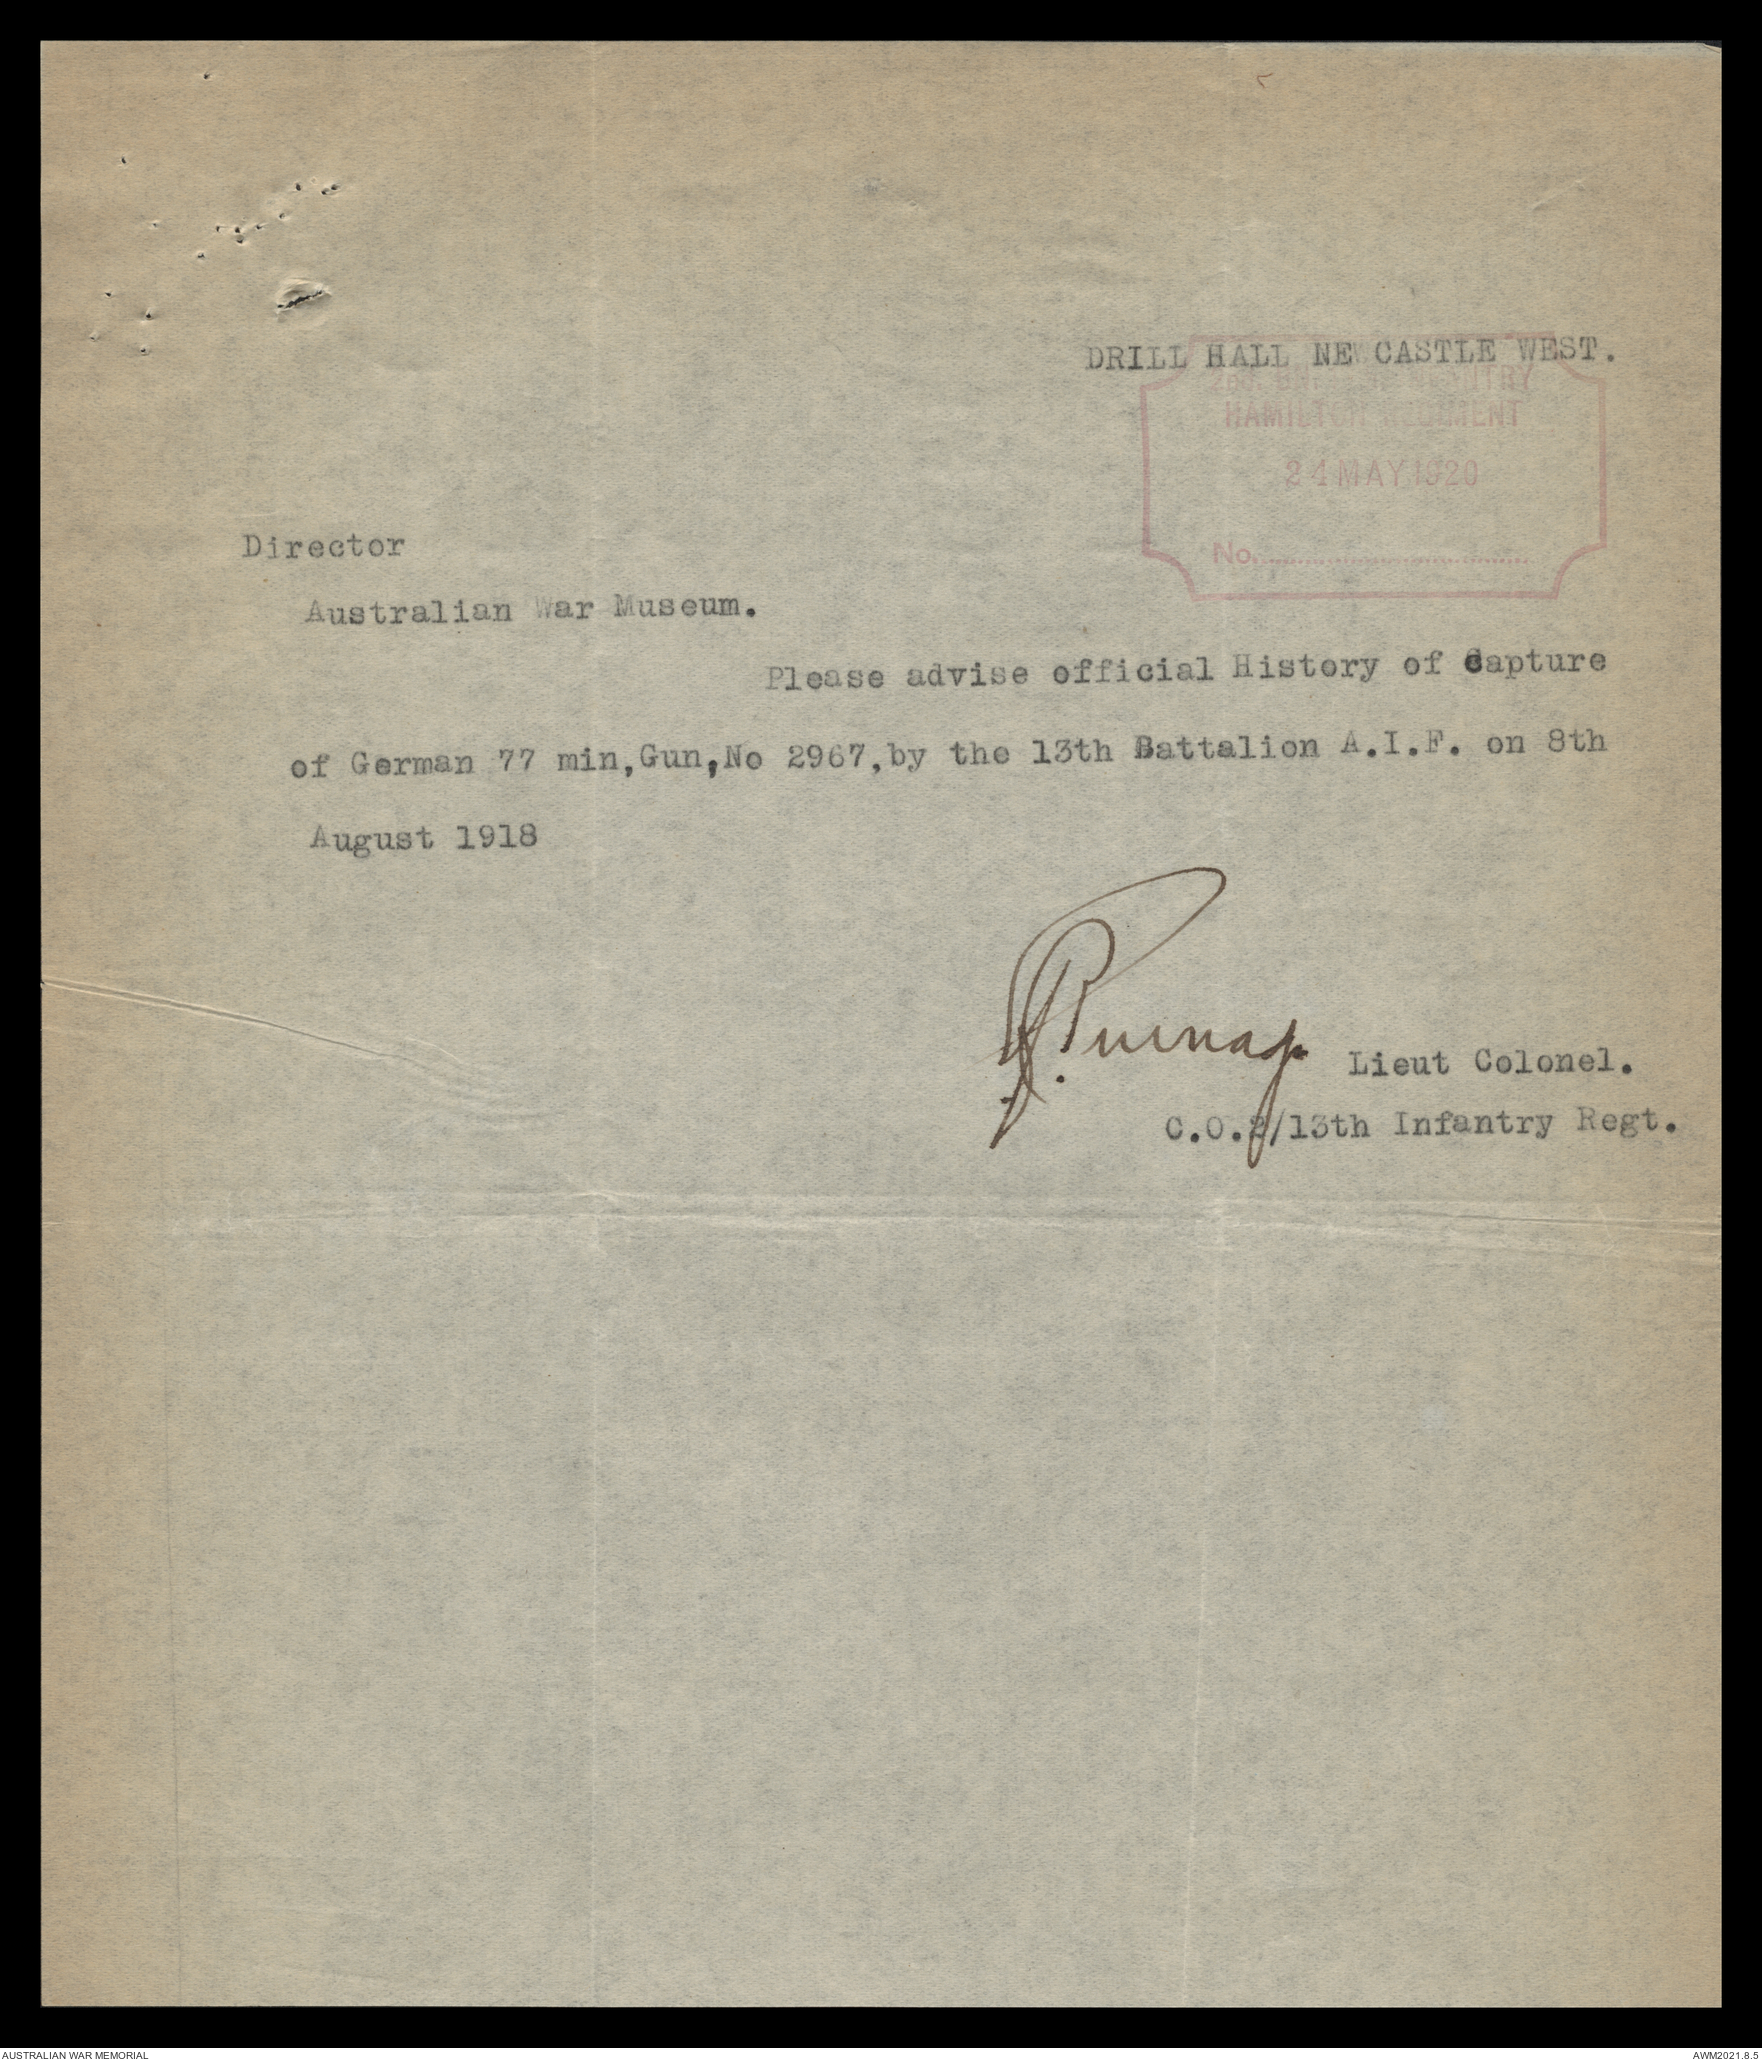 DRILL HALL NEWCASTLE WEST.
INFANTRY
HAMILTON REGIMENT
24 MAY 1920
No.
Director
Australian War Museum.
Please advise official History of Capture
of German 77 min,Gun,No 2967,by the 13th Battalion A.I.F. on 8th
August 1918
Lieut Colonel.
C.O.2/13th Infantry Regt.
AUSTRALIAN WAR MEMORIAL
AWM2021.8.5